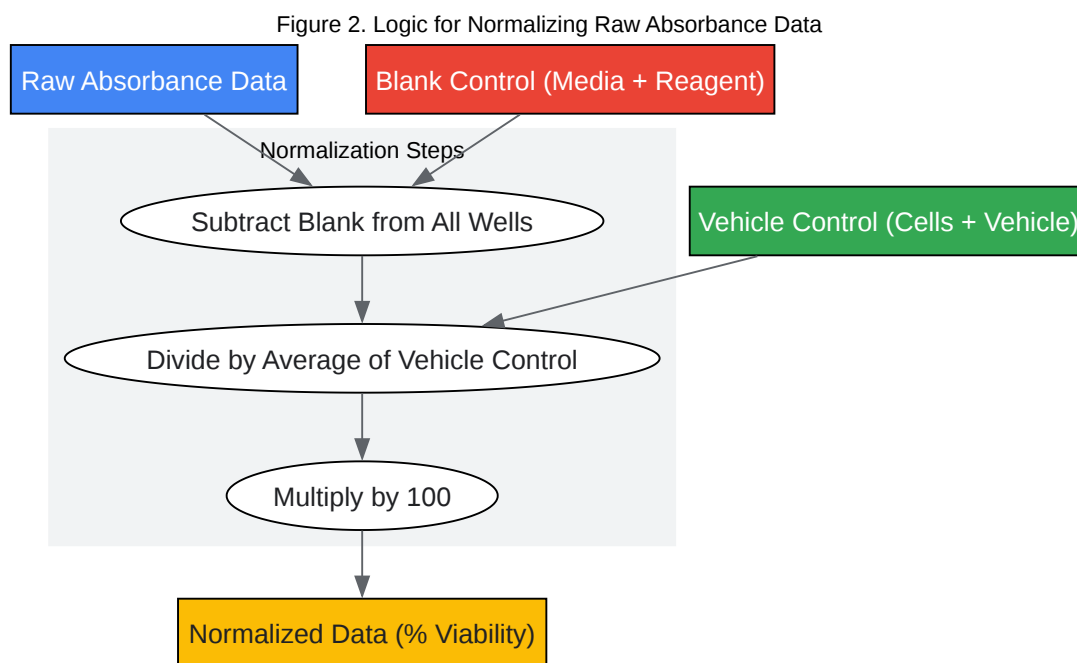 Figure 2. Logic for Normalizing Raw Absorbance Data
Raw Absorbance Data
Blank Control (Media + Reagent)
Normalization Steps
Subtract Blank from All Wells
Vehicle Control (Cells + Vehicle)
Divide by Average of Vehicle Control
Multiply by 100
Normalized Data (% Viability)